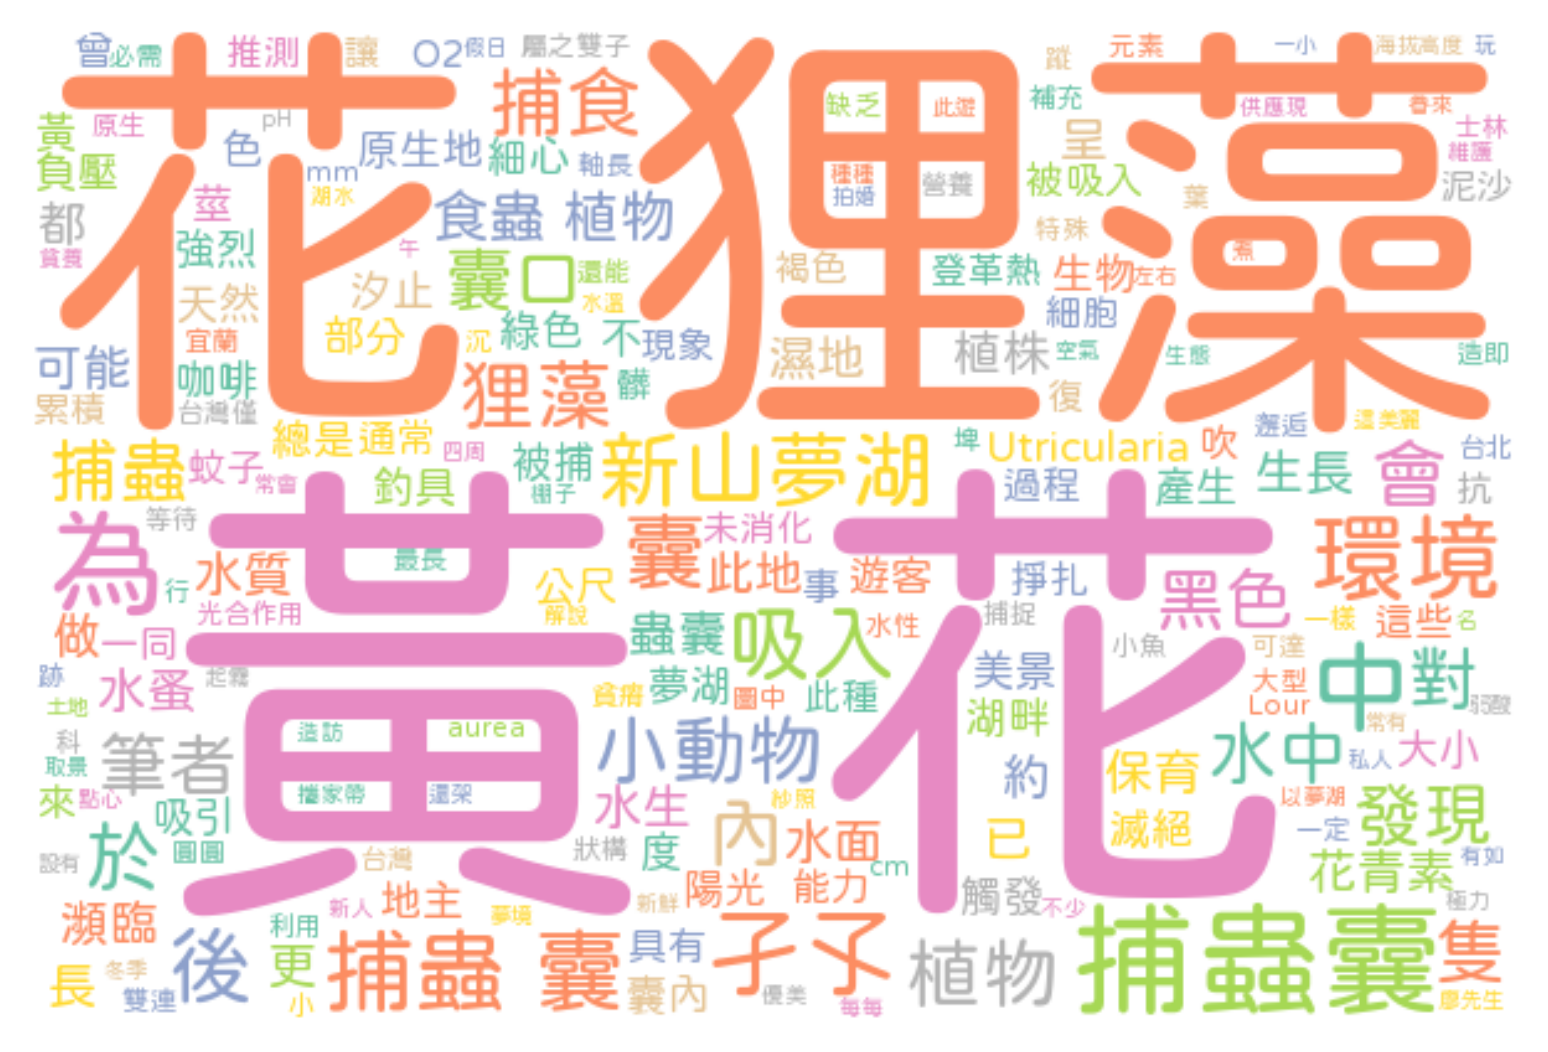 花 狸 藻
曾 必需 推測 讓 O2 假日 屬之雙子 蹤 元素 一小 海拔高度 玩
黃 原生 色 pH 原生地 捕食 細心 軸長 缺乏 此遊 補充 呈 供應現 春來 士林 維護
負壓 莖 mm 湖水 食蟲 植物 種種 拍婚 營養 被吸入 葉 泥沙
都 貧養 強烈 午 囊口 還能 水溫 褐色 登革熱 特殊 生物 左右 煮
天然 汐止 部分 沉 綠色 不 現象 濕地 植株 細胞 空氣 生態 造即
可能 宜蘭 咖啡 狸藻 髒 復
累積 台灣僅 總是 通常 四周 被捕 新山夢湖 埤 Utricularia 吹 邂逅 這美麗 台北
捕蟲 蚊子 常會 釣具 棚子 過程 產生 生長 會 抗
黃 花
為 等待 最長 囊 未消化 此地 事 遊客 掙扎 黑色 環境
行 水質 公尺 光合作用 解說
做 一同 蟲囊 吸入 水性 捕捉 小魚 可達 一樣 這些 名
跡 水蚤 起霧 貧瘠 夢湖 圖中 此種 美景 大型 Lour 中 對 弱酸
土地 科 取景 筆者 造訪 aurea 小動物 湖畔 水中 常有 私人 大小
來 點心 吸引 攜家帶 還架 水生 紗照 約 保育 以夢湖 發現
設有 於 圓圓 台灣 狀構 度 內 水面 cm 已 滅絕 一定 花青素 有如
瀕臨 利用 新人 地主 夢境 新鮮 陽光 能力 觸發 不少 極力
長 冬季 雙連 後 更 小 捕蟲 囊 具有 囊內 孑孓 優美 每每 植物 捕蟲囊 隻 廖先生